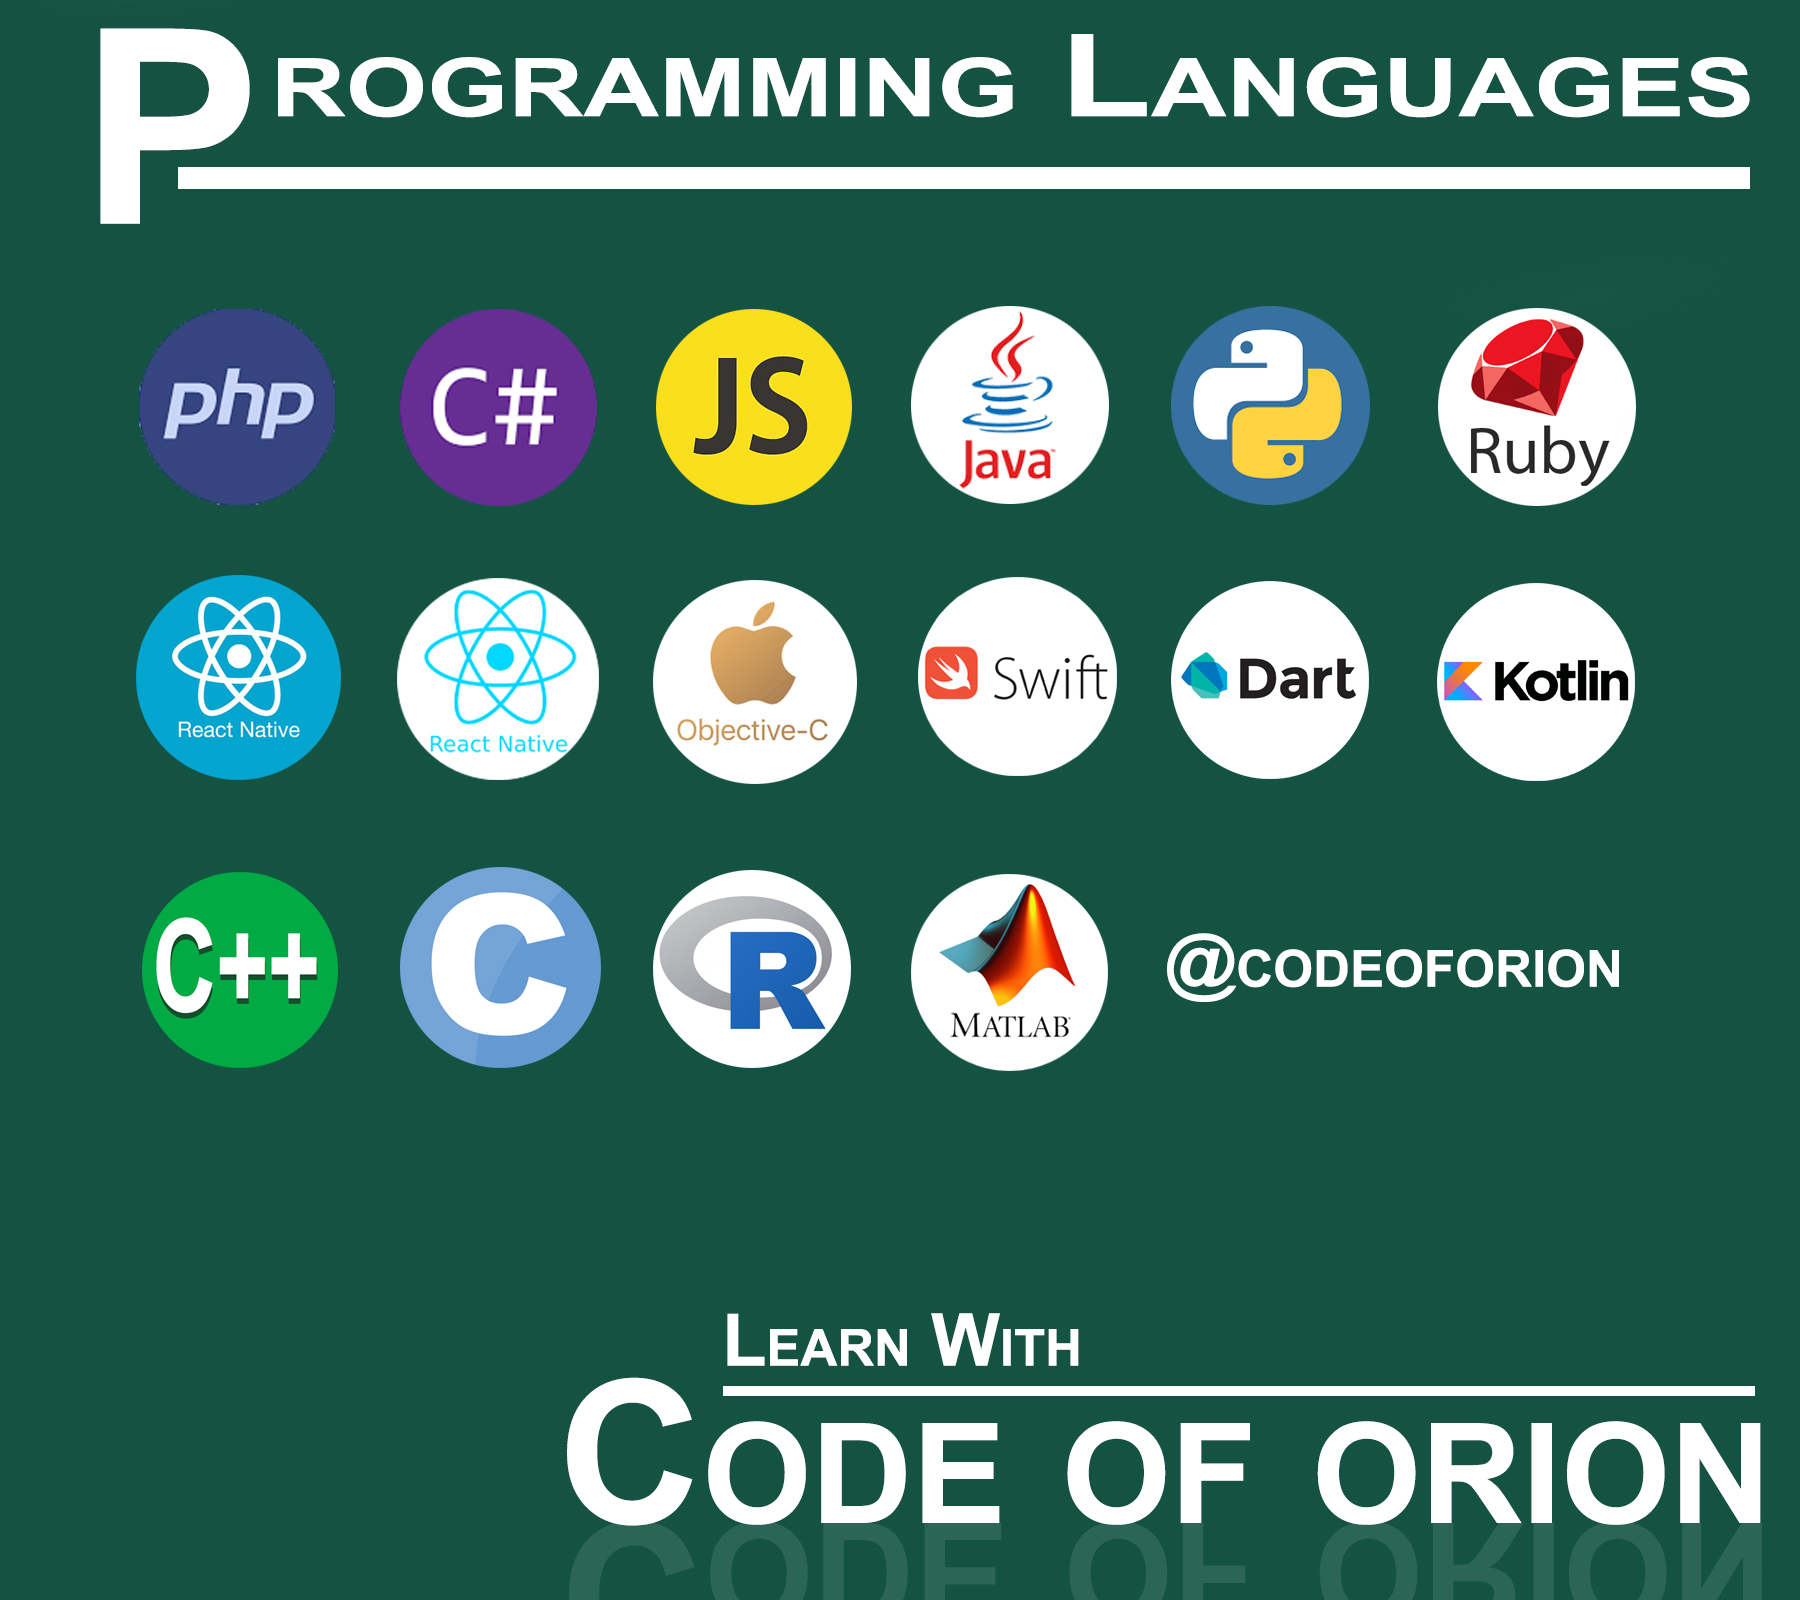 PROGRAMMING LANGUAGES
php
C#
JS
Java™
Ruby
React Native
React Native
Objective-C
Swift
Dart
Kotlin
C++
C
R
MATLAB
@CODEOFORION
LEARN WITH
CODE OF ORION